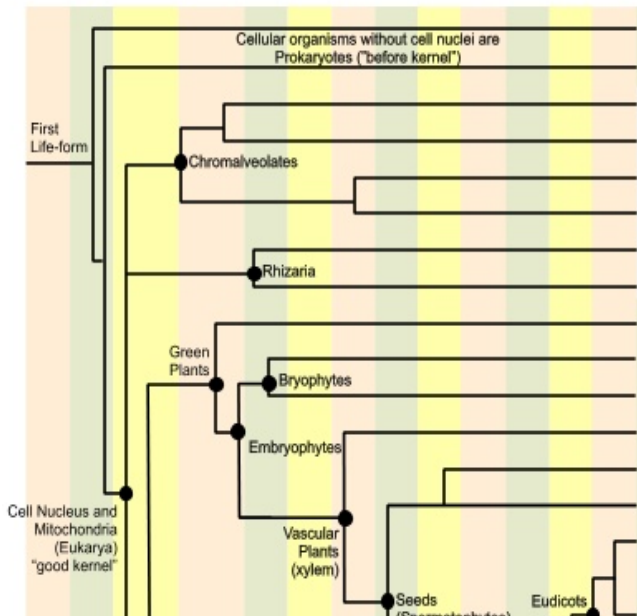 Cellular organisms without cell nuclei are
Prokaryotes ("before kernel")
First
Life-form
Chromalveolates
Rhizaria
Green
Plants
Bryophytes
Embryophytes
Cell Nucleus and
Mitochondria
(Eukarya)
"good kernel"
Vascular
Plants
(xylem)
Seeds
(Spermatophytes)
Eudicots